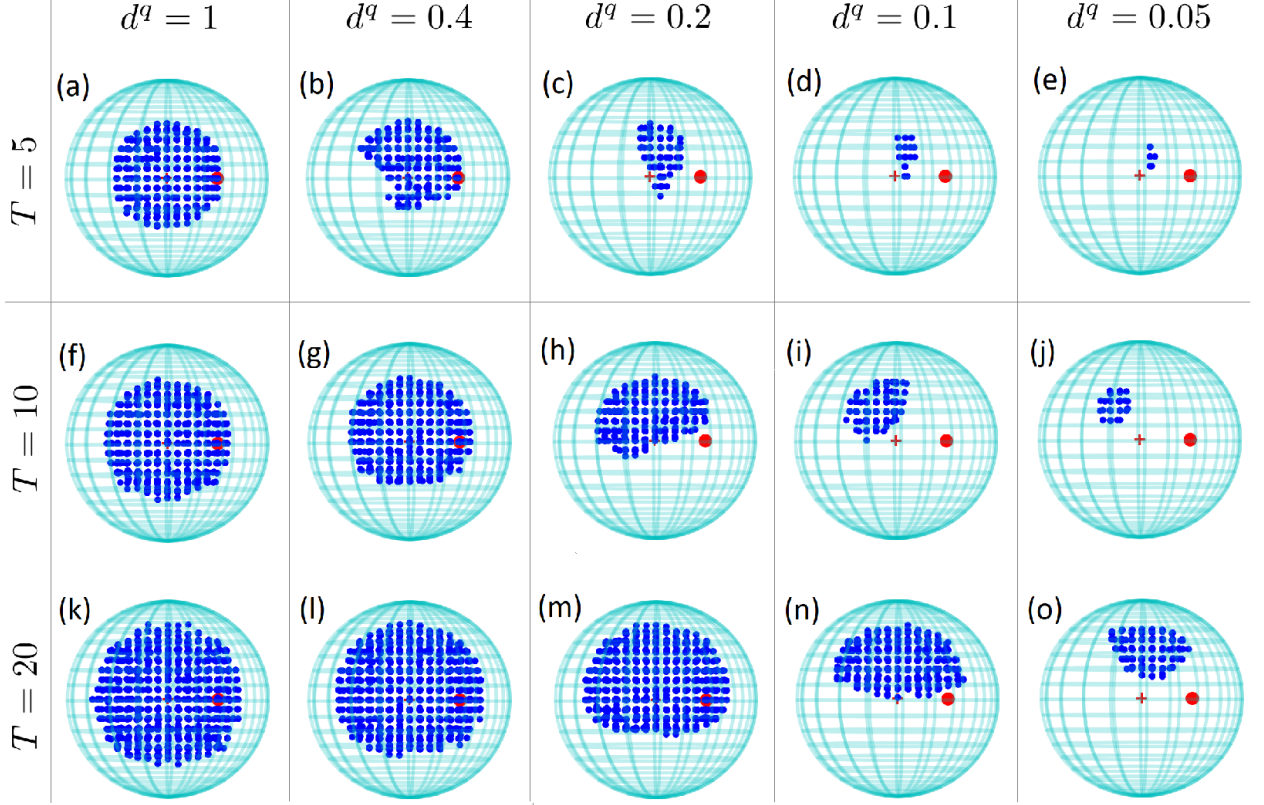 d^q = 1 d^q = 0.4 d^q = 0.2 d^q = 0.1 d^q = 0.05
T = 5
(a) (b) (c) (d) (e)
T = 10
(f) (g) (h) (i) (j)
T = 20
(k) (l) (m) (n) (o)